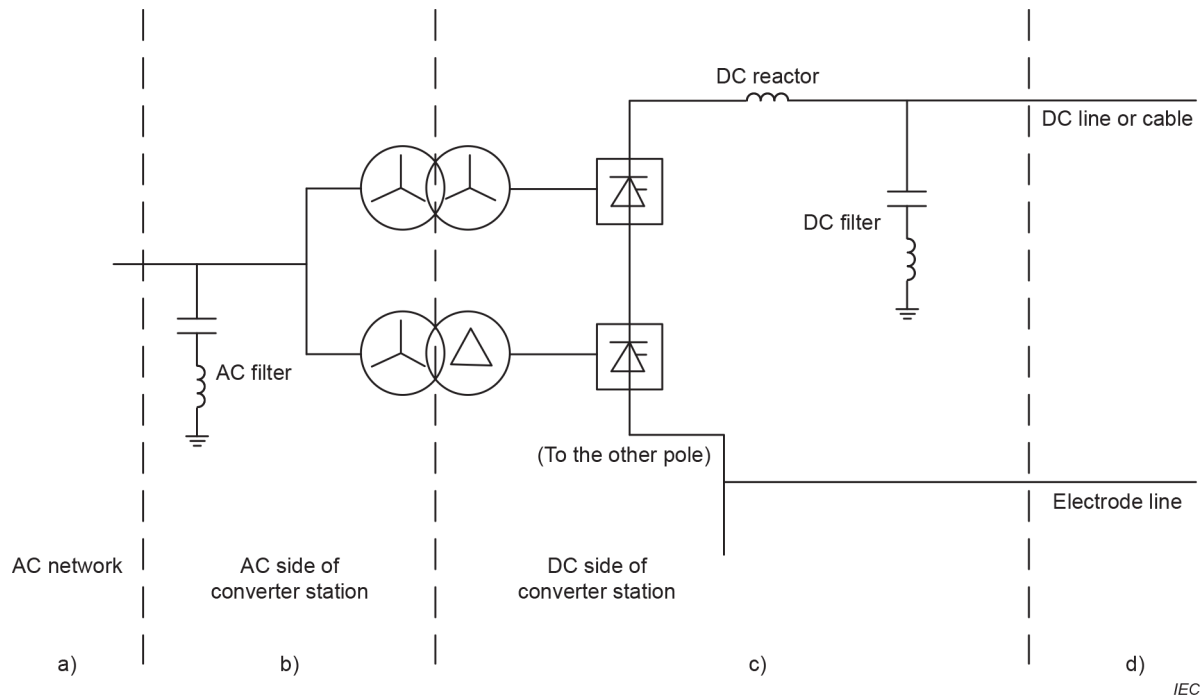 DC reactor
DC line or cable
DC filter
AC filter
(To the other pole)
Electrode line
AC network
AC side of
converter station
DC side of
converter station
a)
b)
c)
d)
IEC